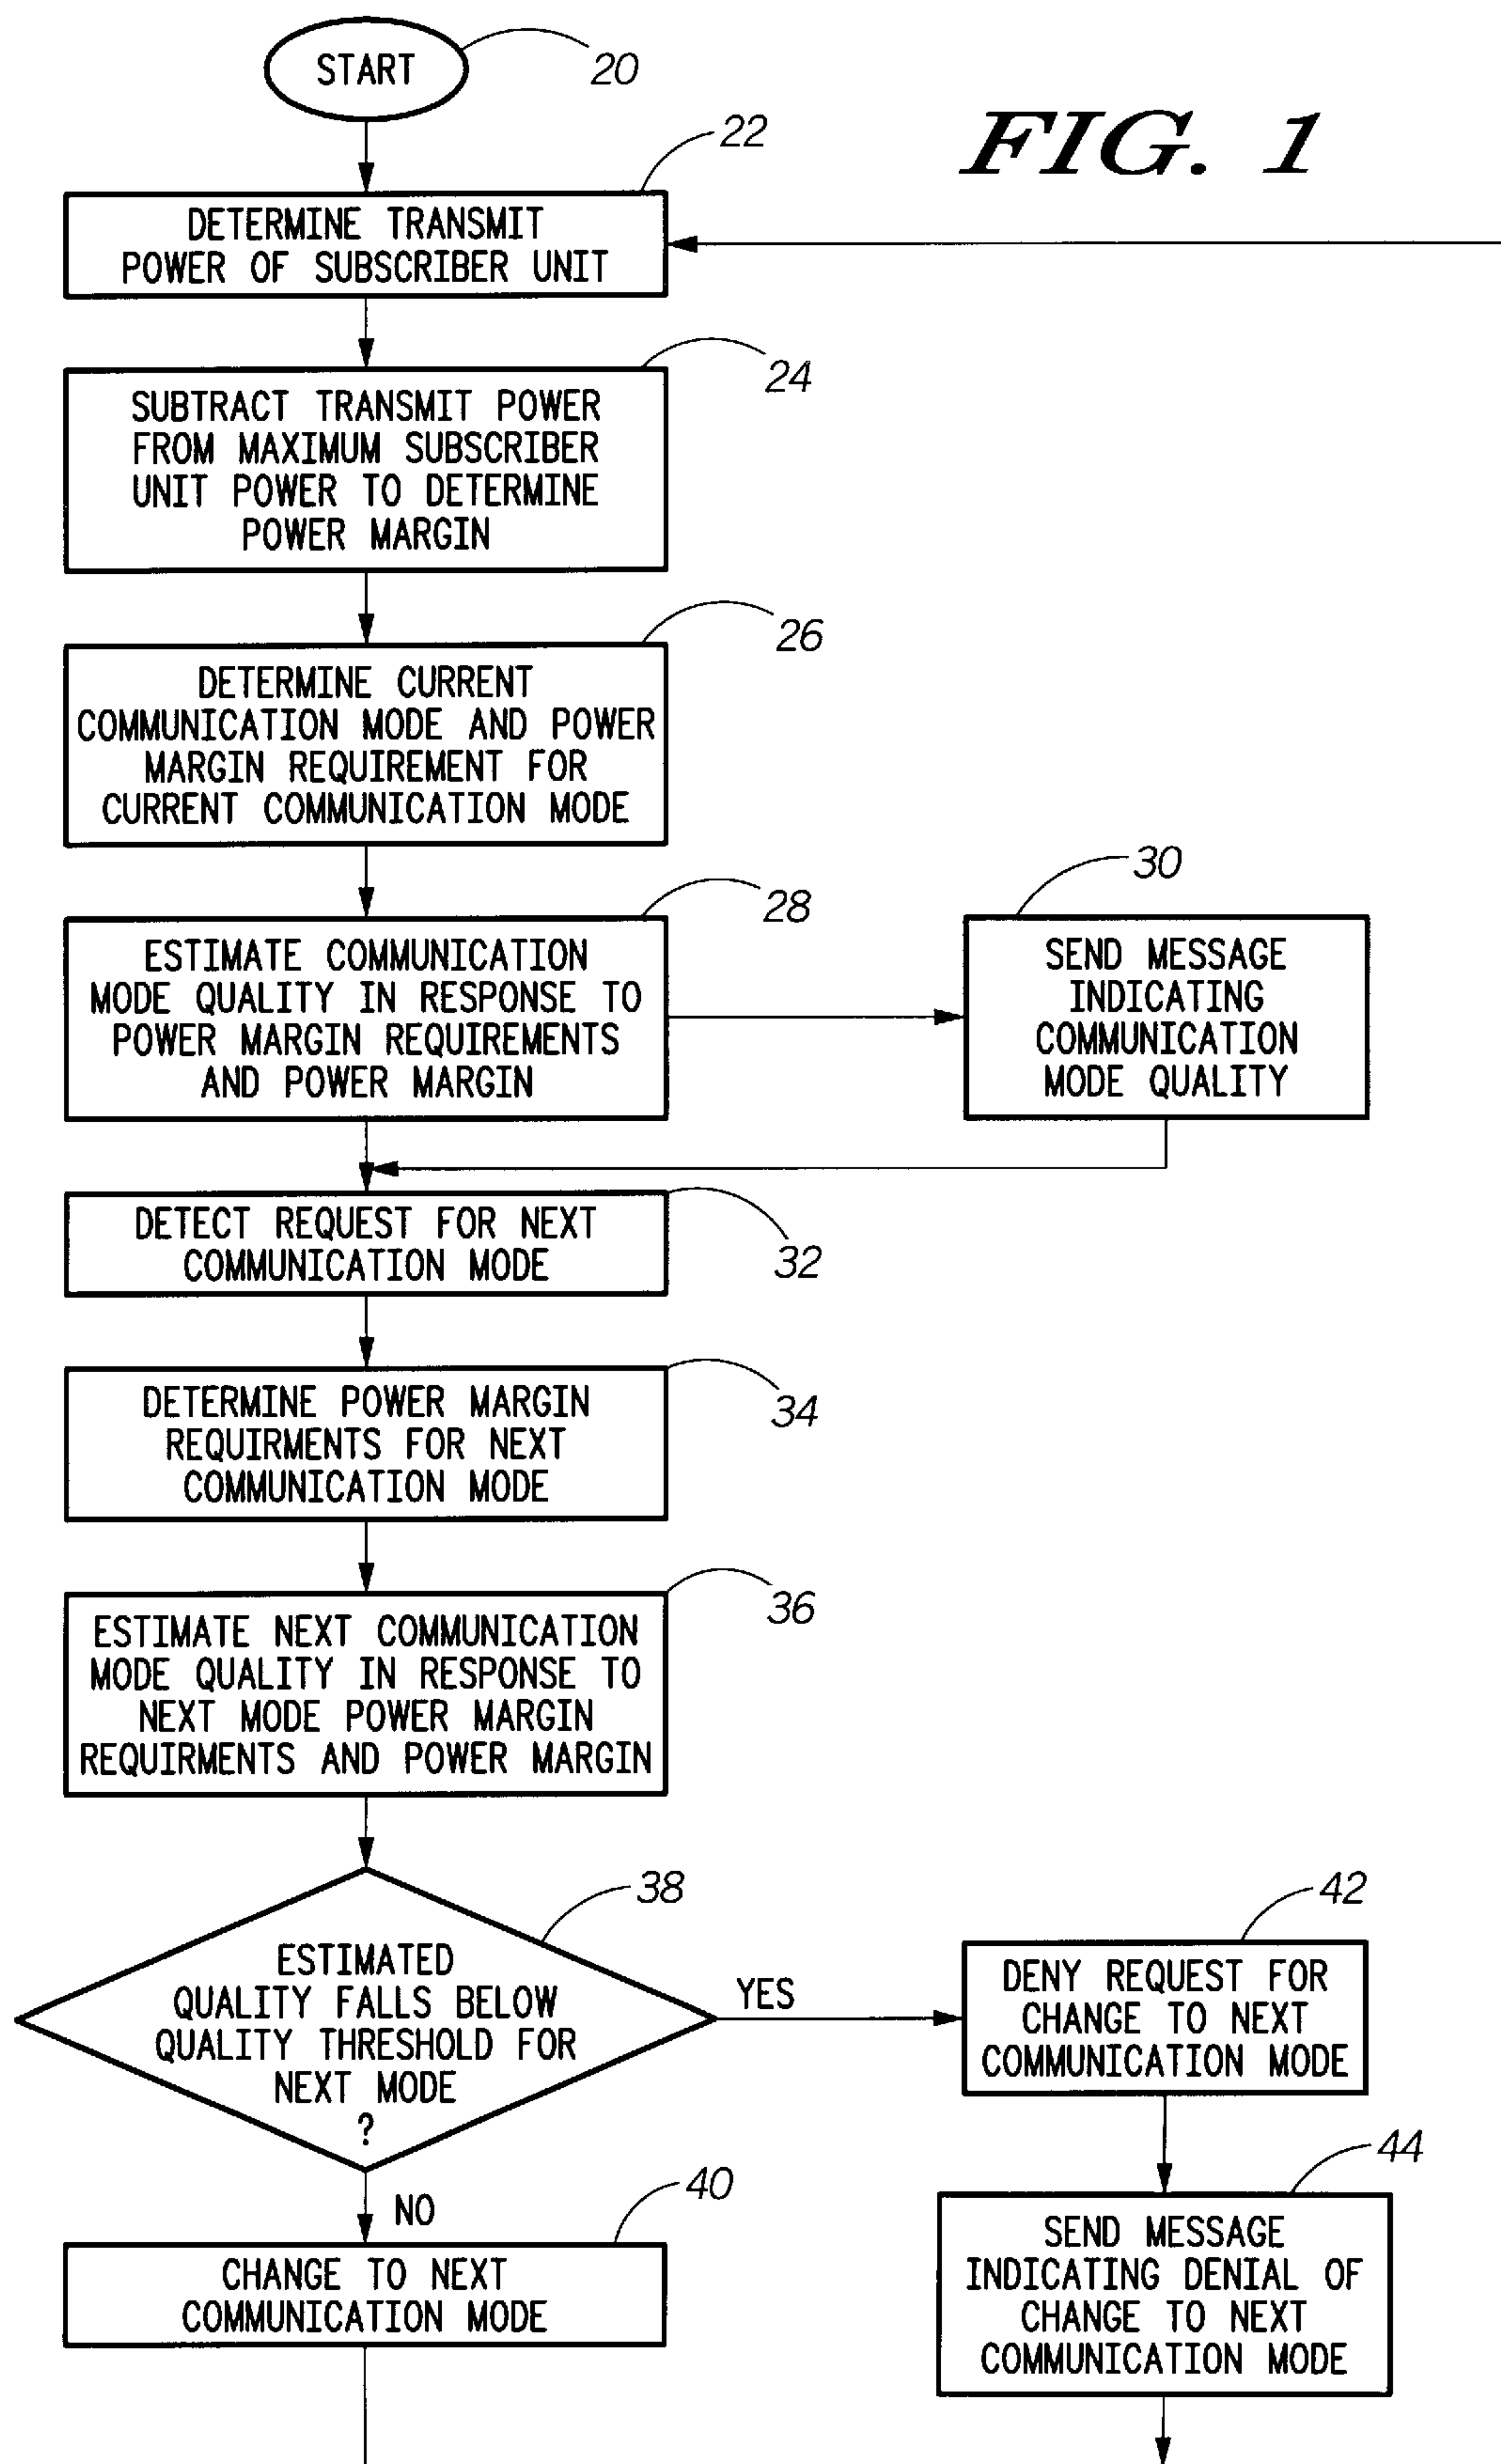 START
20
FIG. 1
22
DETERMINE TRANSMIT
POWER OF SUBSCRIBER UNIT
24
SUBTRACT TRANSMIT POWER
FROM MAXIMUM SUBSCRIBER
UNIT POWER TO DETERMINE
POWER MARGIN
26
DETERMINE CURRENT
COMMUNICATION MODE AND POWER
MARGIN REQUIREMENT FOR
CURRENT COMMUNICATION MODE
28
ESTIMATE COMMUNICATION
MODE QUALITY IN RESPONSE TO
POWER MARGIN REQUIREMENTS
AND POWER MARGIN
30
SEND MESSAGE
INDICATING
COMMUNICATION
MODE QUALITY
32
DETECT REQUEST FOR NEXT
COMMUNICATION MODE
34
DETERMINE POWER MARGIN
REQUIRMENTS FOR NEXT
COMMUNICATION MODE
36
ESTIMATE NEXT COMMUNICATION
MODE QUALITY IN RESPONSE TO
NEXT MODE POWER MARGIN
REQUIRMENTS AND POWER MARGIN
38
ESTIMATED
QUALITY FALLS BELOW
QUALITY THRESHOLD FOR
NEXT MODE
?
YES
42
DENY REQUEST FOR
CHANGE TO NEXT
COMMUNICATION MODE
NO
40
CHANGE TO NEXT
COMMUNICATION MODE
44
SEND MESSAGE
INDICATING DENIAL OF
CHANGE TO NEXT
COMMUNICATION MODE